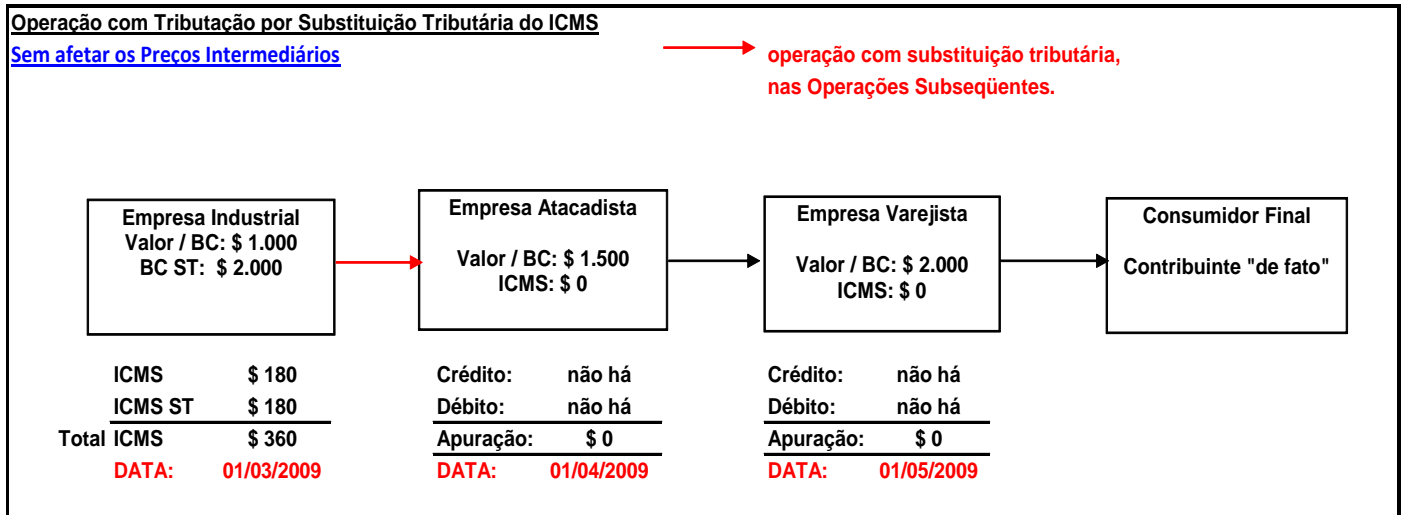 Operação com Tributação por Substituição Tributária do ICMS
Sem afetar os Preços Intermediários
operação com substituição tributária,
nas Operações Subseqüentes.
Empresa Industrial
Valor / BC: $ 1.000
BC ST: $ 2.000
Empresa Atacadista
Valor / BC: $ 1.500
ICMS: $ 0
Empresa Varejista
Valor / BC: $ 2.000
ICMS: $ 0
Consumidor Final
Contribuinte "de fato"
ICMS $ 180
ICMS ST $ 180
Total ICMS $ 360
DATA: 01/03/2009
Crédito: não há
Débito: não há
Apuração: $ 0
DATA: 01/04/2009
Crédito: não há
Débito: não há
Apuração: $ 0
DATA: 01/05/2009